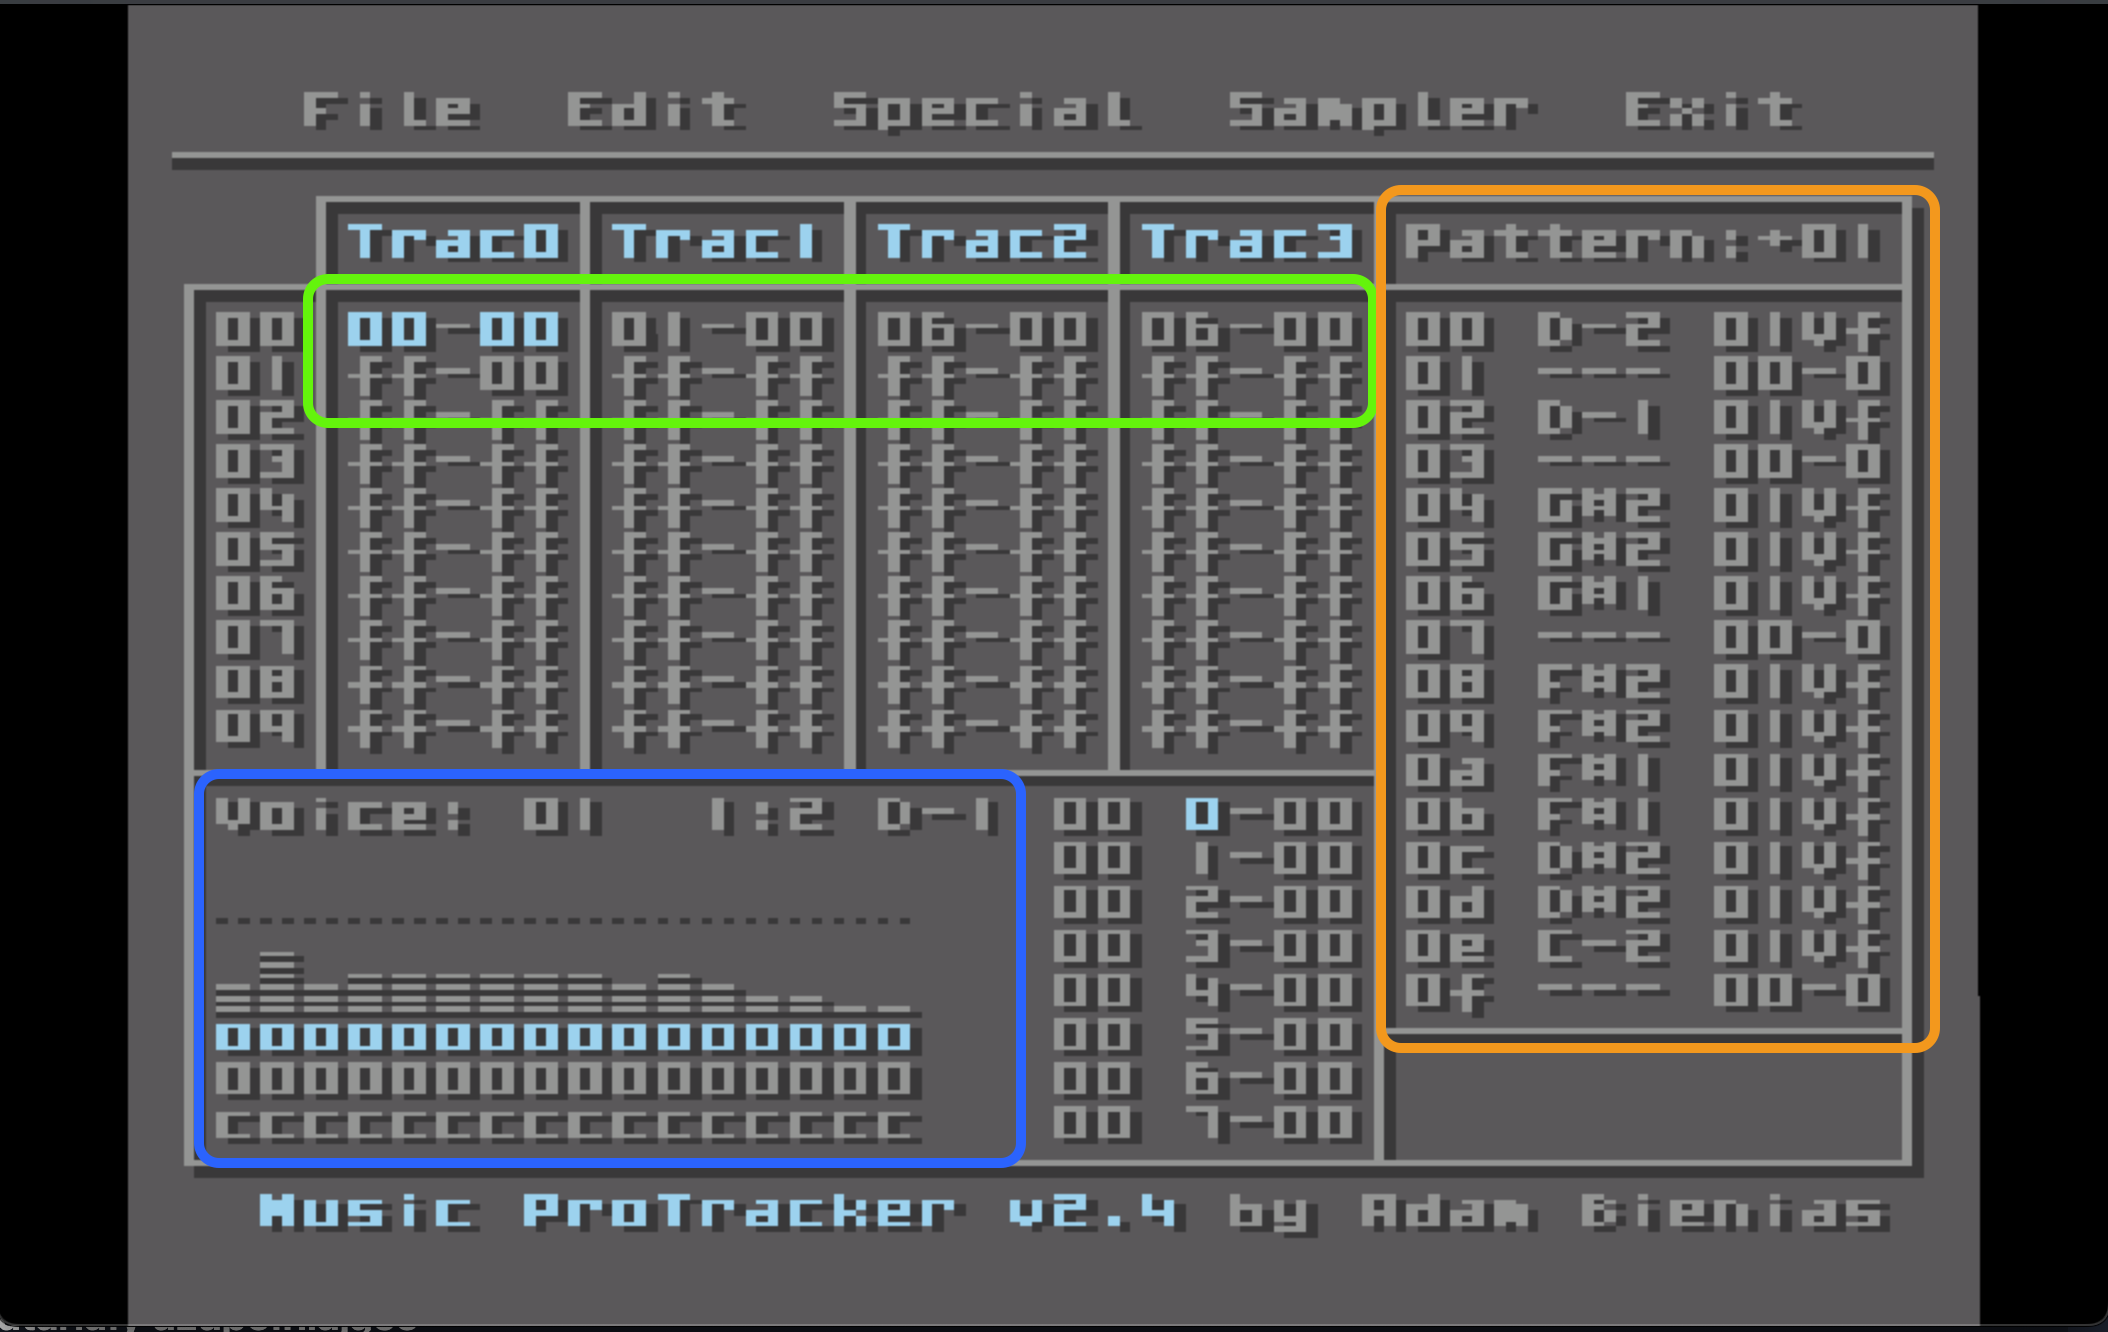 File Edit Special Sampler Exit
Trac0 Trac1 Trac2 Trac3 Pattern:+01
00 00-00 01-00 06-00 06-00 00 D-2 01Vf
01 ff-00 ff-ff ff-ff ff-ff 01 --- 00-0
02 ff-ff ff-ff ff-ff ff-ff 02 D-1 01Vf
03 ff-ff ff-ff ff-ff ff-ff 03 --- 00-0
04 ff-ff ff-ff ff-ff ff-ff 04 G#2 01Vf
05 ff-ff ff-ff ff-ff ff-ff 05 G#2 01Vf
06 ff-ff ff-ff ff-ff ff-ff 06 G#1 01Vf
07 ff-ff ff-ff ff-ff ff-ff 07 --- 00-0
08 ff-ff ff-ff ff-ff ff-ff 08 F#2 01Vf
09 ff-ff ff-ff ff-ff ff-ff 09 F#2 01Vf
0a F#1 01Vf
Voice: 01 1:2 D-1 00 0-00 0b F#1 01Vf
00 1-00 0c D#2 01Vf
00 2-00 0d D#2 01Vf
00 3-00 0e C-2 01Vf
00 4-00 0f --- 00-0
0000000000000000 00 5-00
0000000000000000 00 6-00
CCCCCCCCCCCCCCCC 00 7-00
Music ProTracker v2.4 by Adam Bienias